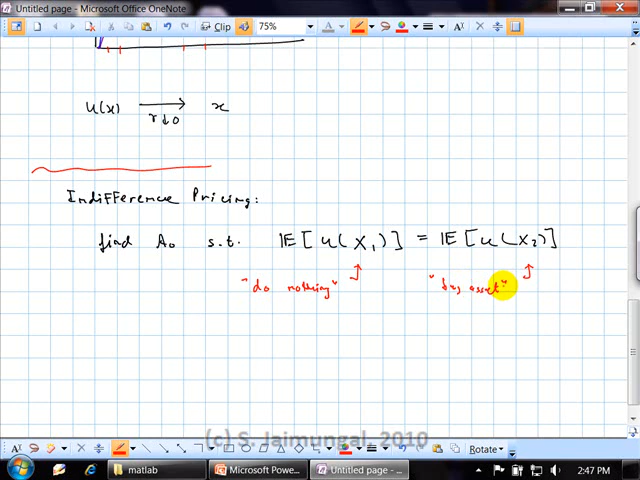 Untitled page - Microsoft Office OneNote
Clip 75%
u(x) → x
r↓0
Indifference Pricing:
find A₀ s.t. 𝔼[u(X₁)] = 𝔼[u(X₂)]
"do nothing" "buy asset"
(c) S. Jaimungal, 2010
Rotate
matlab Microsoft Powe... Untitled page - ... 2:47 PM